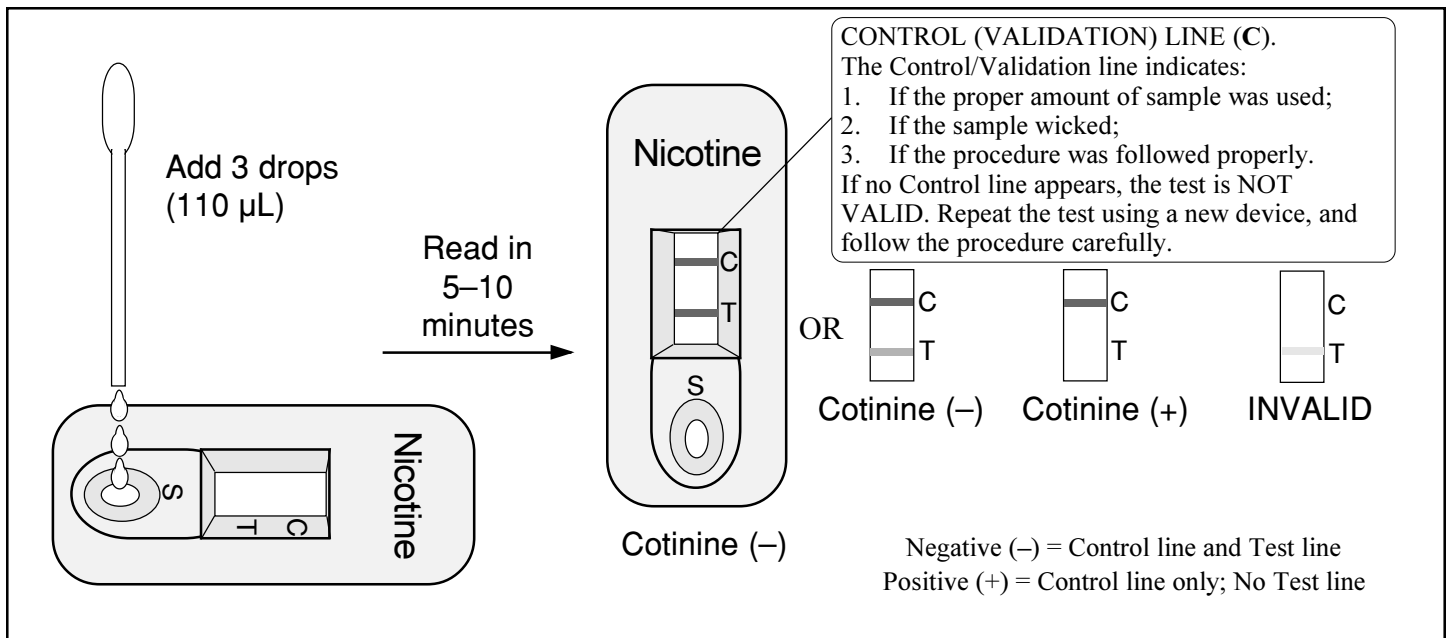 CONTROL (VALIDATION) LINE (C).
The Control/Validation line indicates:
1. If the proper amount of sample was used;
2. If the sample wicked;
3. If the procedure was followed properly.
If no Control line appears, the test is NOT
VALID. Repeat the test using a new device, and
follow the procedure carefully.
Add 3 drops
(110 µL)
Read in
5–10
minutes
Nicotine
C
T
S
Cotinine (–)
OR
C
T
Cotinine (–)
C
T
Cotinine (+)
C
T
INVALID
S
T
C
Nicotine
Negative (–) = Control line and Test line
Positive (+) = Control line only; No Test line